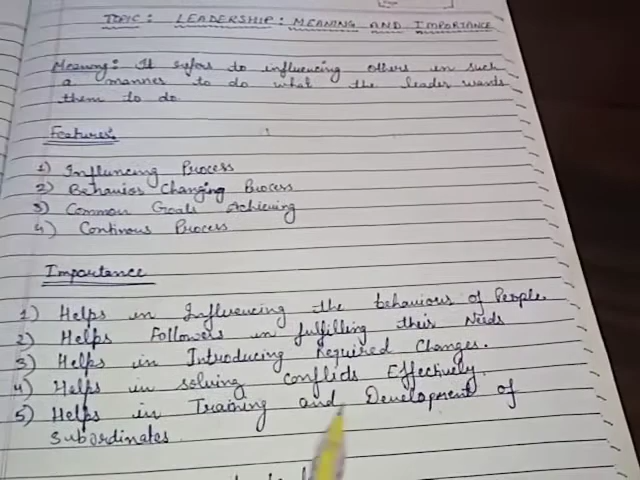 TOPIC: LEADERSHIP: MEANING AND IMPORTANCE
Meaning: It refers to influencing others in such
a manner to do what the leader wants
them to do
Features:
1) Influncing Process
2) Behavior Changing Process
3) Common Goals Achieving
4) Continous Process
Importance
1) Helps in Influencing the behaviour of People.
2) Helps Followers in fulfilling their Needs
3) Helps in Introducing Required Changes.
4) Helps in solving conflicts Effectively.
5) Helps in Training and Development of
subordinates.